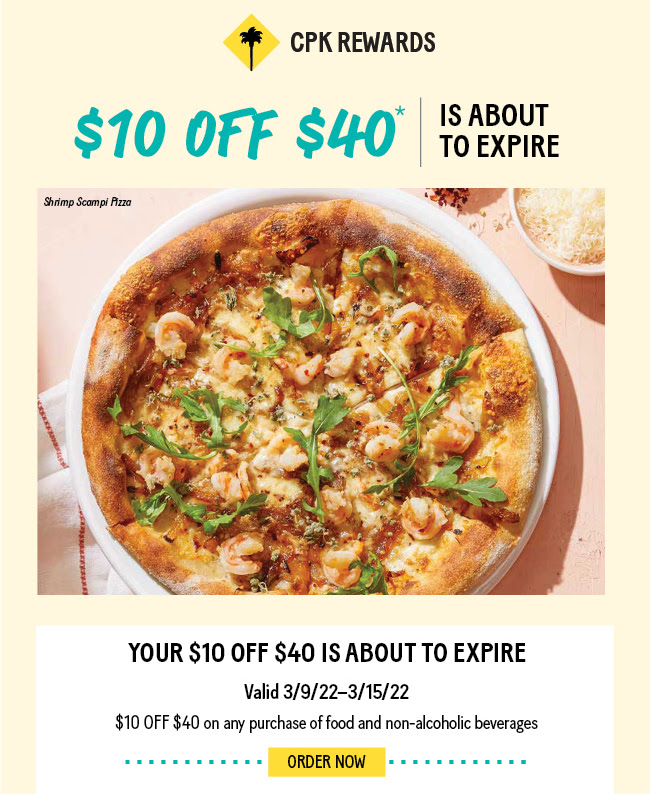 CPK REWARDS
$10 OFF $40*
IS ABOUT
TO EXPIRE
Shrimp Scampi Pizza
YOUR $10 OFF $40 IS ABOUT TO EXPIRE
Valid 3/9/22–3/15/22
$10 OFF $40 on any purchase of food and non-alcoholic beverages
ORDER NOW